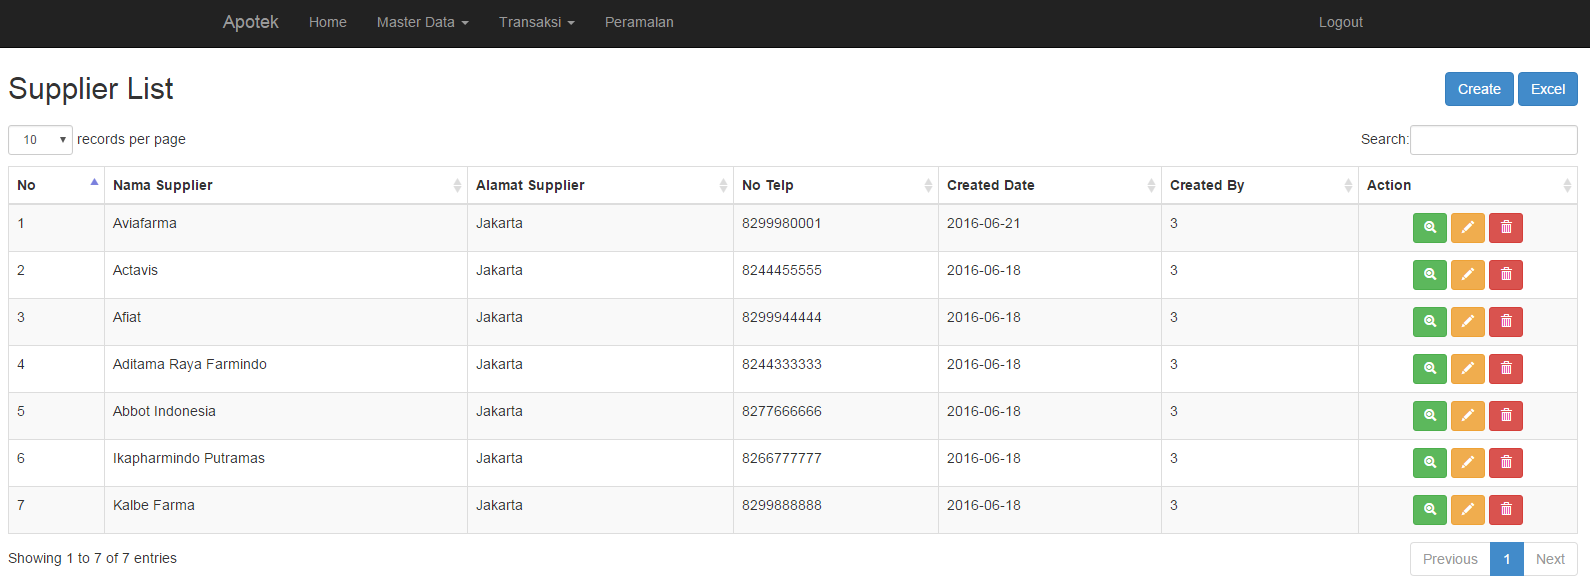 Apotek Home Master Data Transaksi Peramalan Logout
Supplier List Create Excel
10 records per page Search:
No Nama Supplier Alamat Supplier No Telp Created Date Created By Action
1 Aviafarma Jakarta 8299980001 2016-06-21 3
2 Actavis Jakarta 8244455555 2016-06-18 3
3 Afiat Jakarta 8299944444 2016-06-18 3
4 Aditama Raya Farmindo Jakarta 8244333333 2016-06-18 3
5 Abbot Indonesia Jakarta 8277666666 2016-06-18 3
6 Ikapharmindo Putramas Jakarta 8266777777 2016-06-18 3
7 Kalbe Farma Jakarta 8299888888 2016-06-18 3
Showing 1 to 7 of 7 entries Previous 1 Next